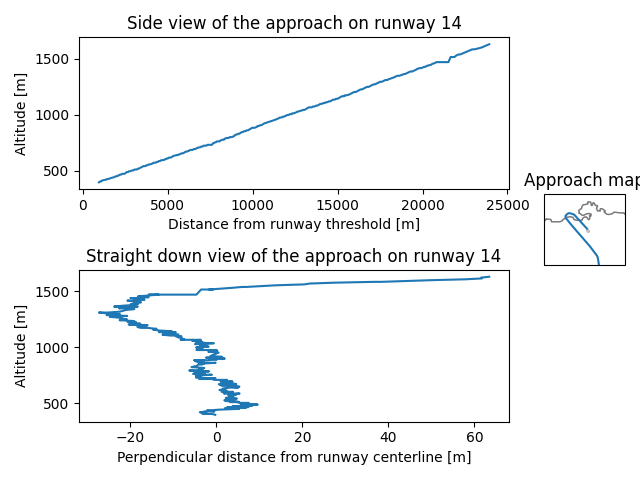 Side view of the approach on runway 14
Altitude [m]
1500
1000
500
0 5000 10000 15000 20000 25000
Distance from runway threshold [m]
Approach map
Straight down view of the approach on runway 14
Altitude [m]
1500
1000
500
−20 0 20 40 60
Perpendicular distance from runway centerline [m]